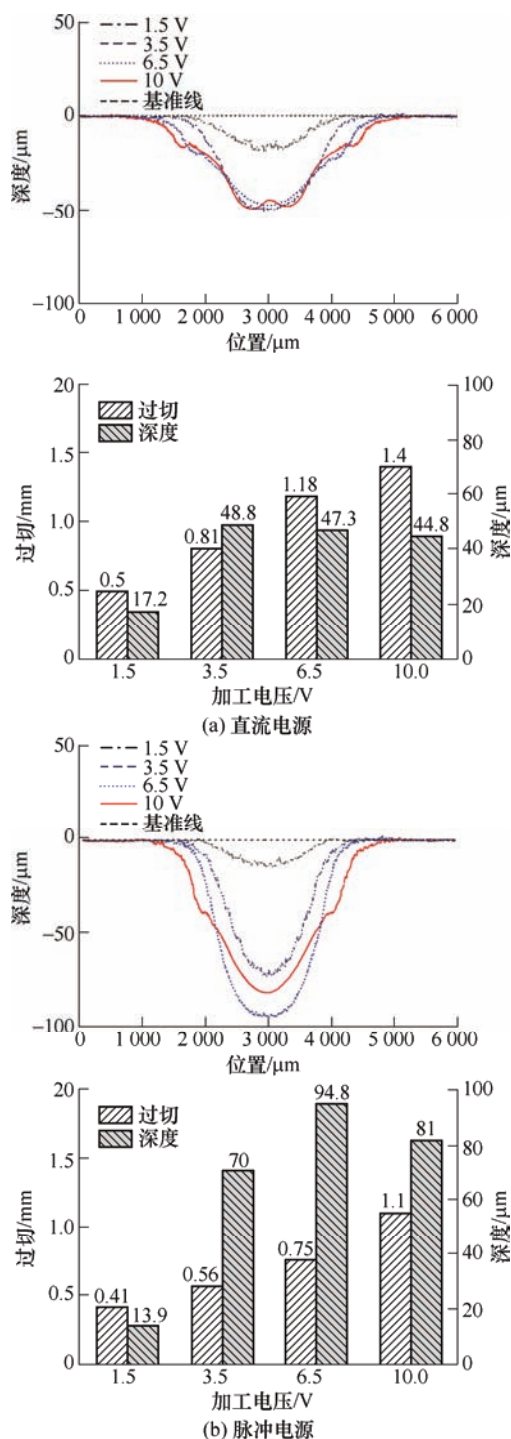 1.5 V
3.5 V
6.5 V
10 V
基准线
50
0
−50
−100
深度/μm
0 1 000 2 000 3 000 4 000 5 000 6 000
位置/μm
过切
深度
20
1.5
1.0
0.5
0
过切/mm
100
80
60
40
20
0
深度/μm
0.5 17.2
0.81 48.8
1.18 47.3
1.4 44.8
1.5 3.5 6.5 10.0
加工电压/V
(a) 直流电源
1.5 V
3.5 V
6.5 V
10 V
基准线
50
0
−50
−100
深度/μm
0 1 000 2 000 3 000 4 000 5 000 6 000
位置/μm
过切
深度
20
1.5
1.0
0.5
0
过切/mm
100
80
60
40
20
0
深度/μm
0.41 13.9
0.56 70
0.75 94.8
1.1 81
1.5 3.5 6.5 10.0
加工电压/V
(b) 脉冲电源